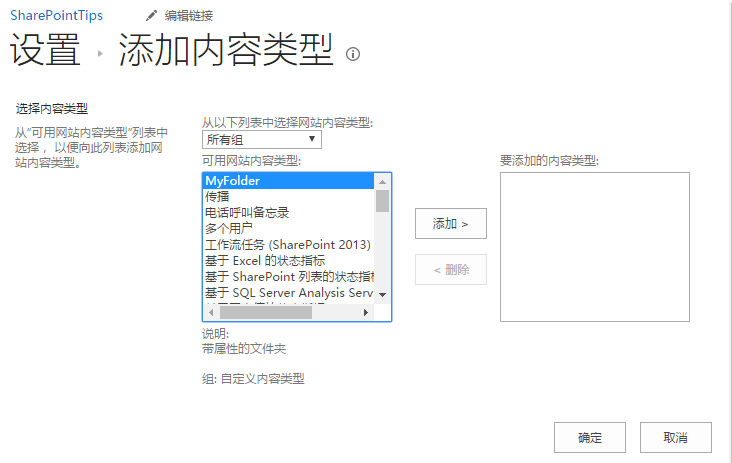 SharePointTips
编辑链接
设置 ▸ 添加内容类型
选择内容类型
从“可用网站内容类型”列表中
选择，以便向此列表添加网
站内容类型。
从以下列表中选择网站内容类型:
所有组
可用网站内容类型:
MyFolder
传播
电话呼叫备忘录
多个用户
工作流任务 (SharePoint 2013)
基于 Excel 的状态指标
基于 SharePoint 列表的状态指标
基于 SQL Server Analysis Serv
添加 >
< 删除
要添加的内容类型:
说明:
带属性的文件夹
组: 自定义内容类型
确定
取消